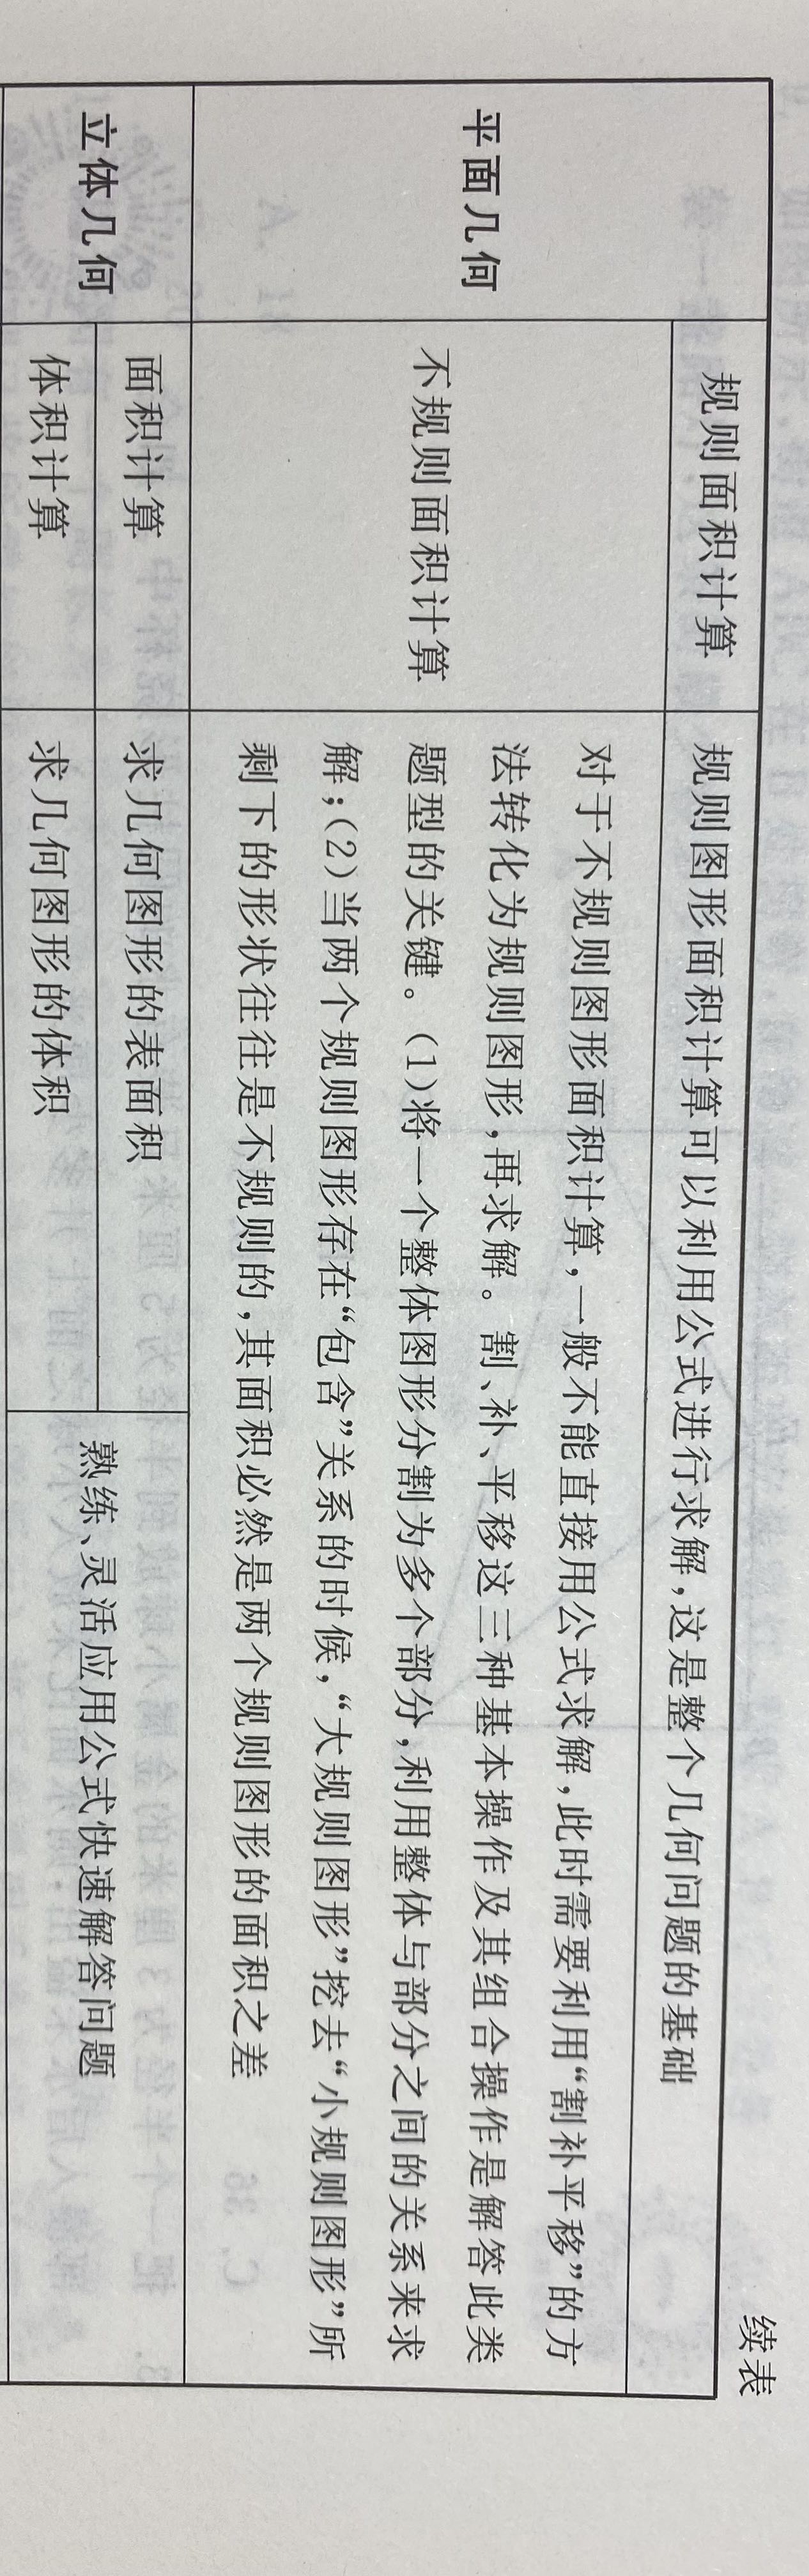 续表
平面几何
规则面积计算
规则图形面积计算可以利用公式进行求解,这是整个几何问题的基础
不规则面积计算
对于不规则图形面积计算,一般不能直接用公式求解,此时需要利用“割补平移”的方
法转化为规则图形,再求解。割、补、平移这三种基本操作及其组合操作是解答此类
题型的关键。(1)将一个整体图形分割为多个部分,利用整体与部分之间的关系来求
解;(2)当两个规则图形存在“包含”关系的时候,“大规则图形”挖去“小规则图形”所
剩下的形状往往是不规则的,其面积必然是两个规则图形的面积之差
立体几何
面积计算
求几何图形的表面积
体积计算
求几何图形的体积
熟练、灵活应用公式快速解答问题